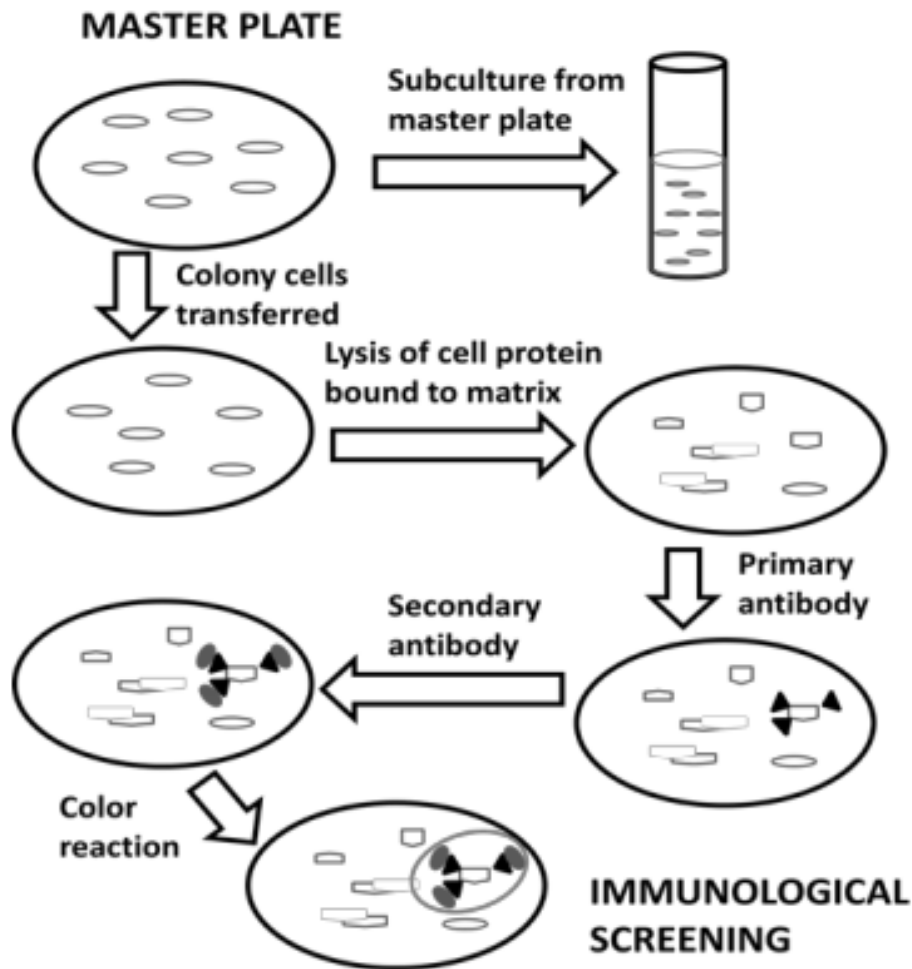 MASTER PLATE
Subculture from
master plate
Colony cells
transferred
Lysis of cell protein
bound to matrix
Primary
antibody
Secondary
antibody
Color
reaction
IMMUNOLOGICAL
SCREENING